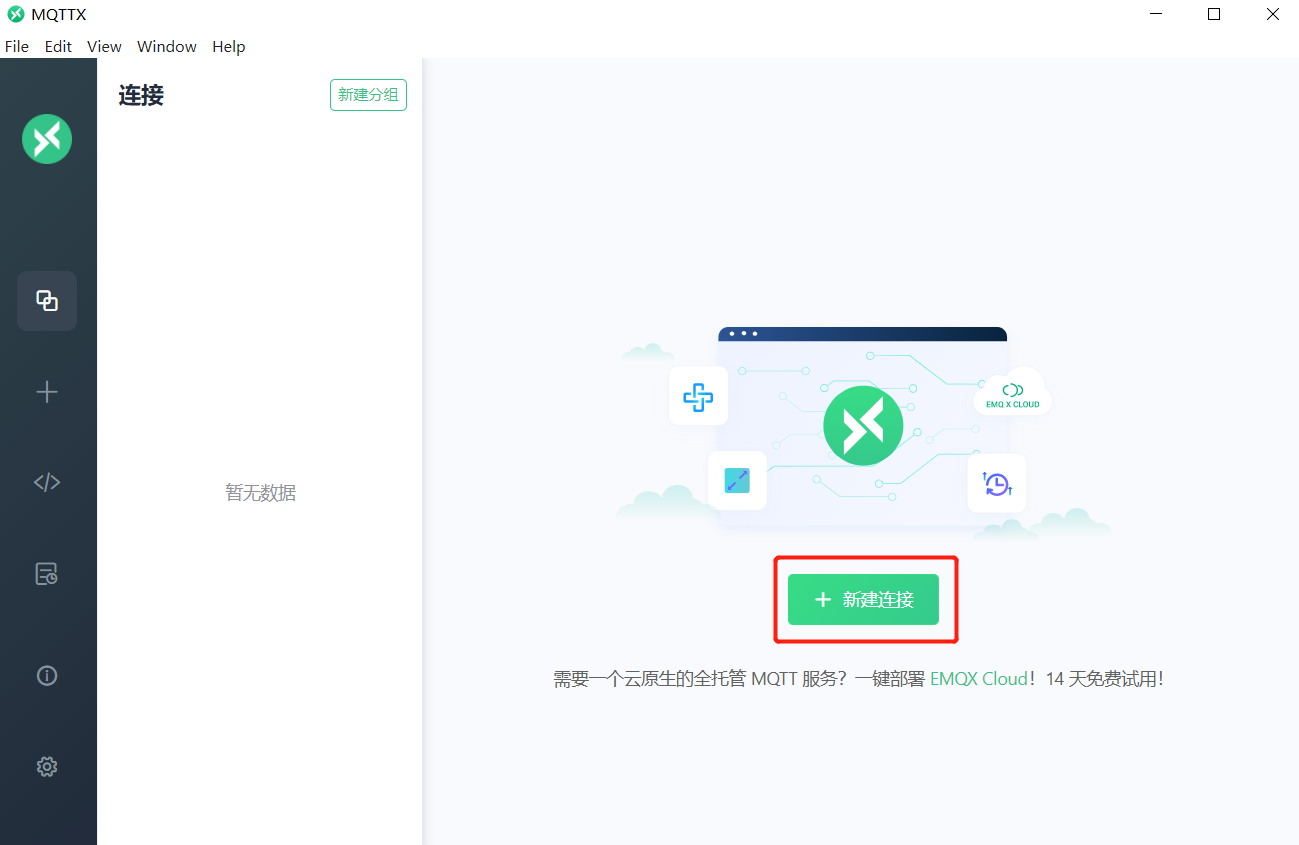 MQTTX
File Edit View Window Help
连接
新建分组
暂无数据
EMQ X CLOUD
新建连接
需要一个云原生的全托管 MQTT 服务？一键部署 EMQX Cloud！14 天免费试用！